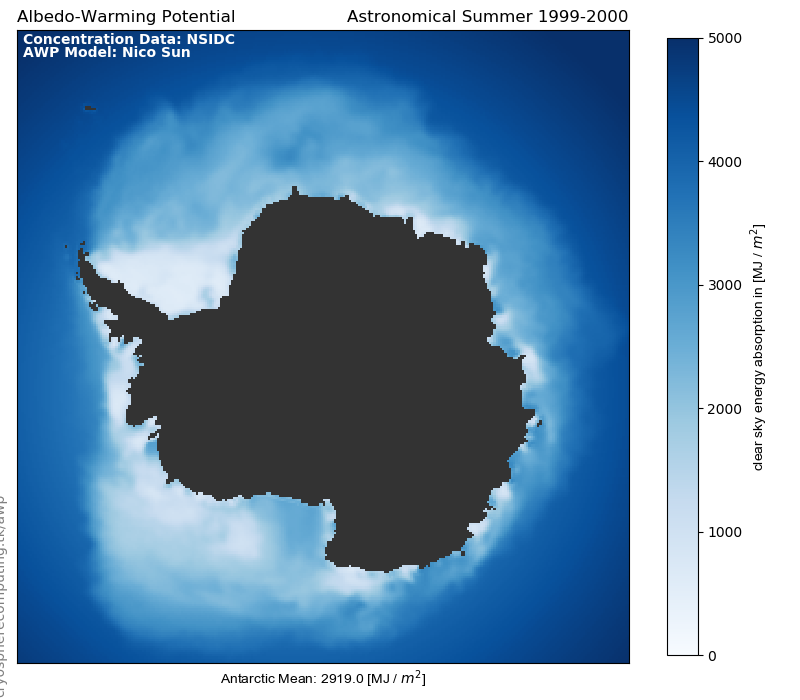 Albedo-Warming Potential
Astronomical Summer 1999-2000
Concentration Data: NSIDC
AWP Model: Nico Sun
5000
4000
3000
2000
1000
0
clear sky energy absorption in [MJ / m²]
Antarctic Mean: 2919.0 [MJ / m²]
cryospherecomputing.tk/awp